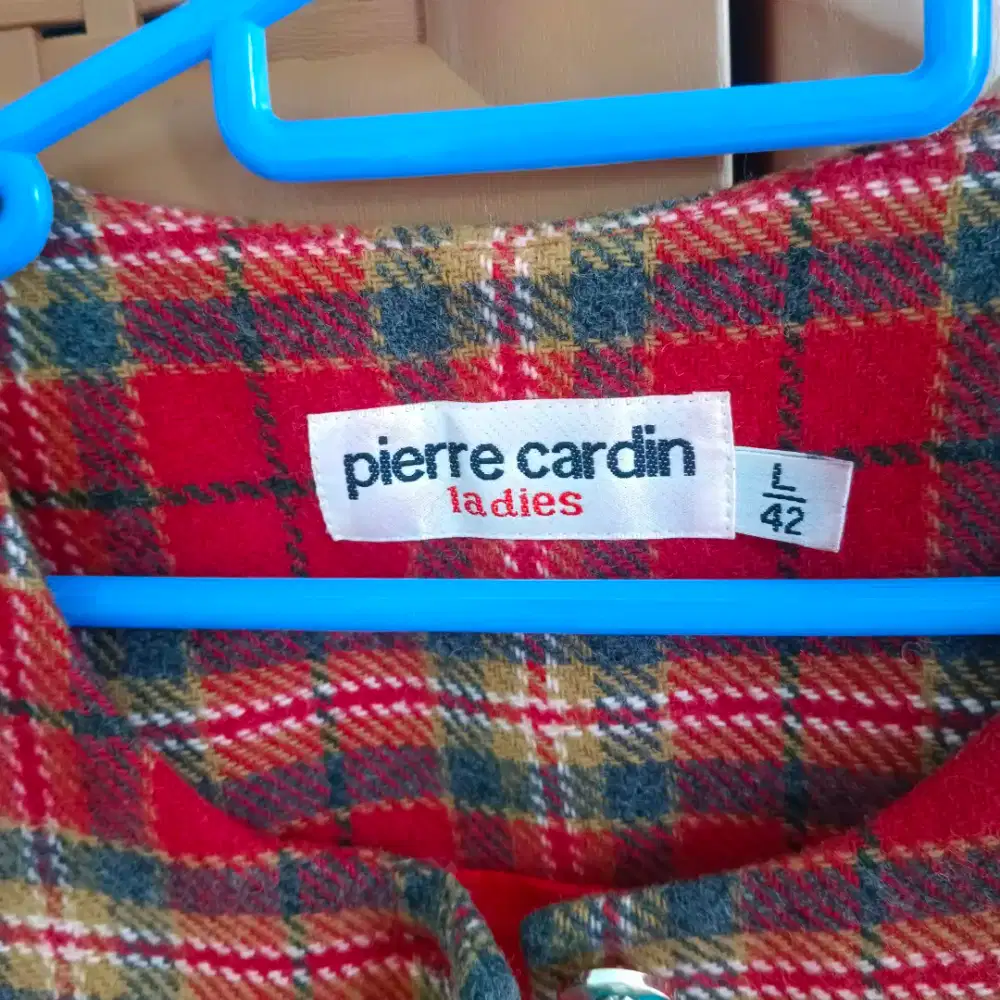 pierre cardin
ladies
L
42